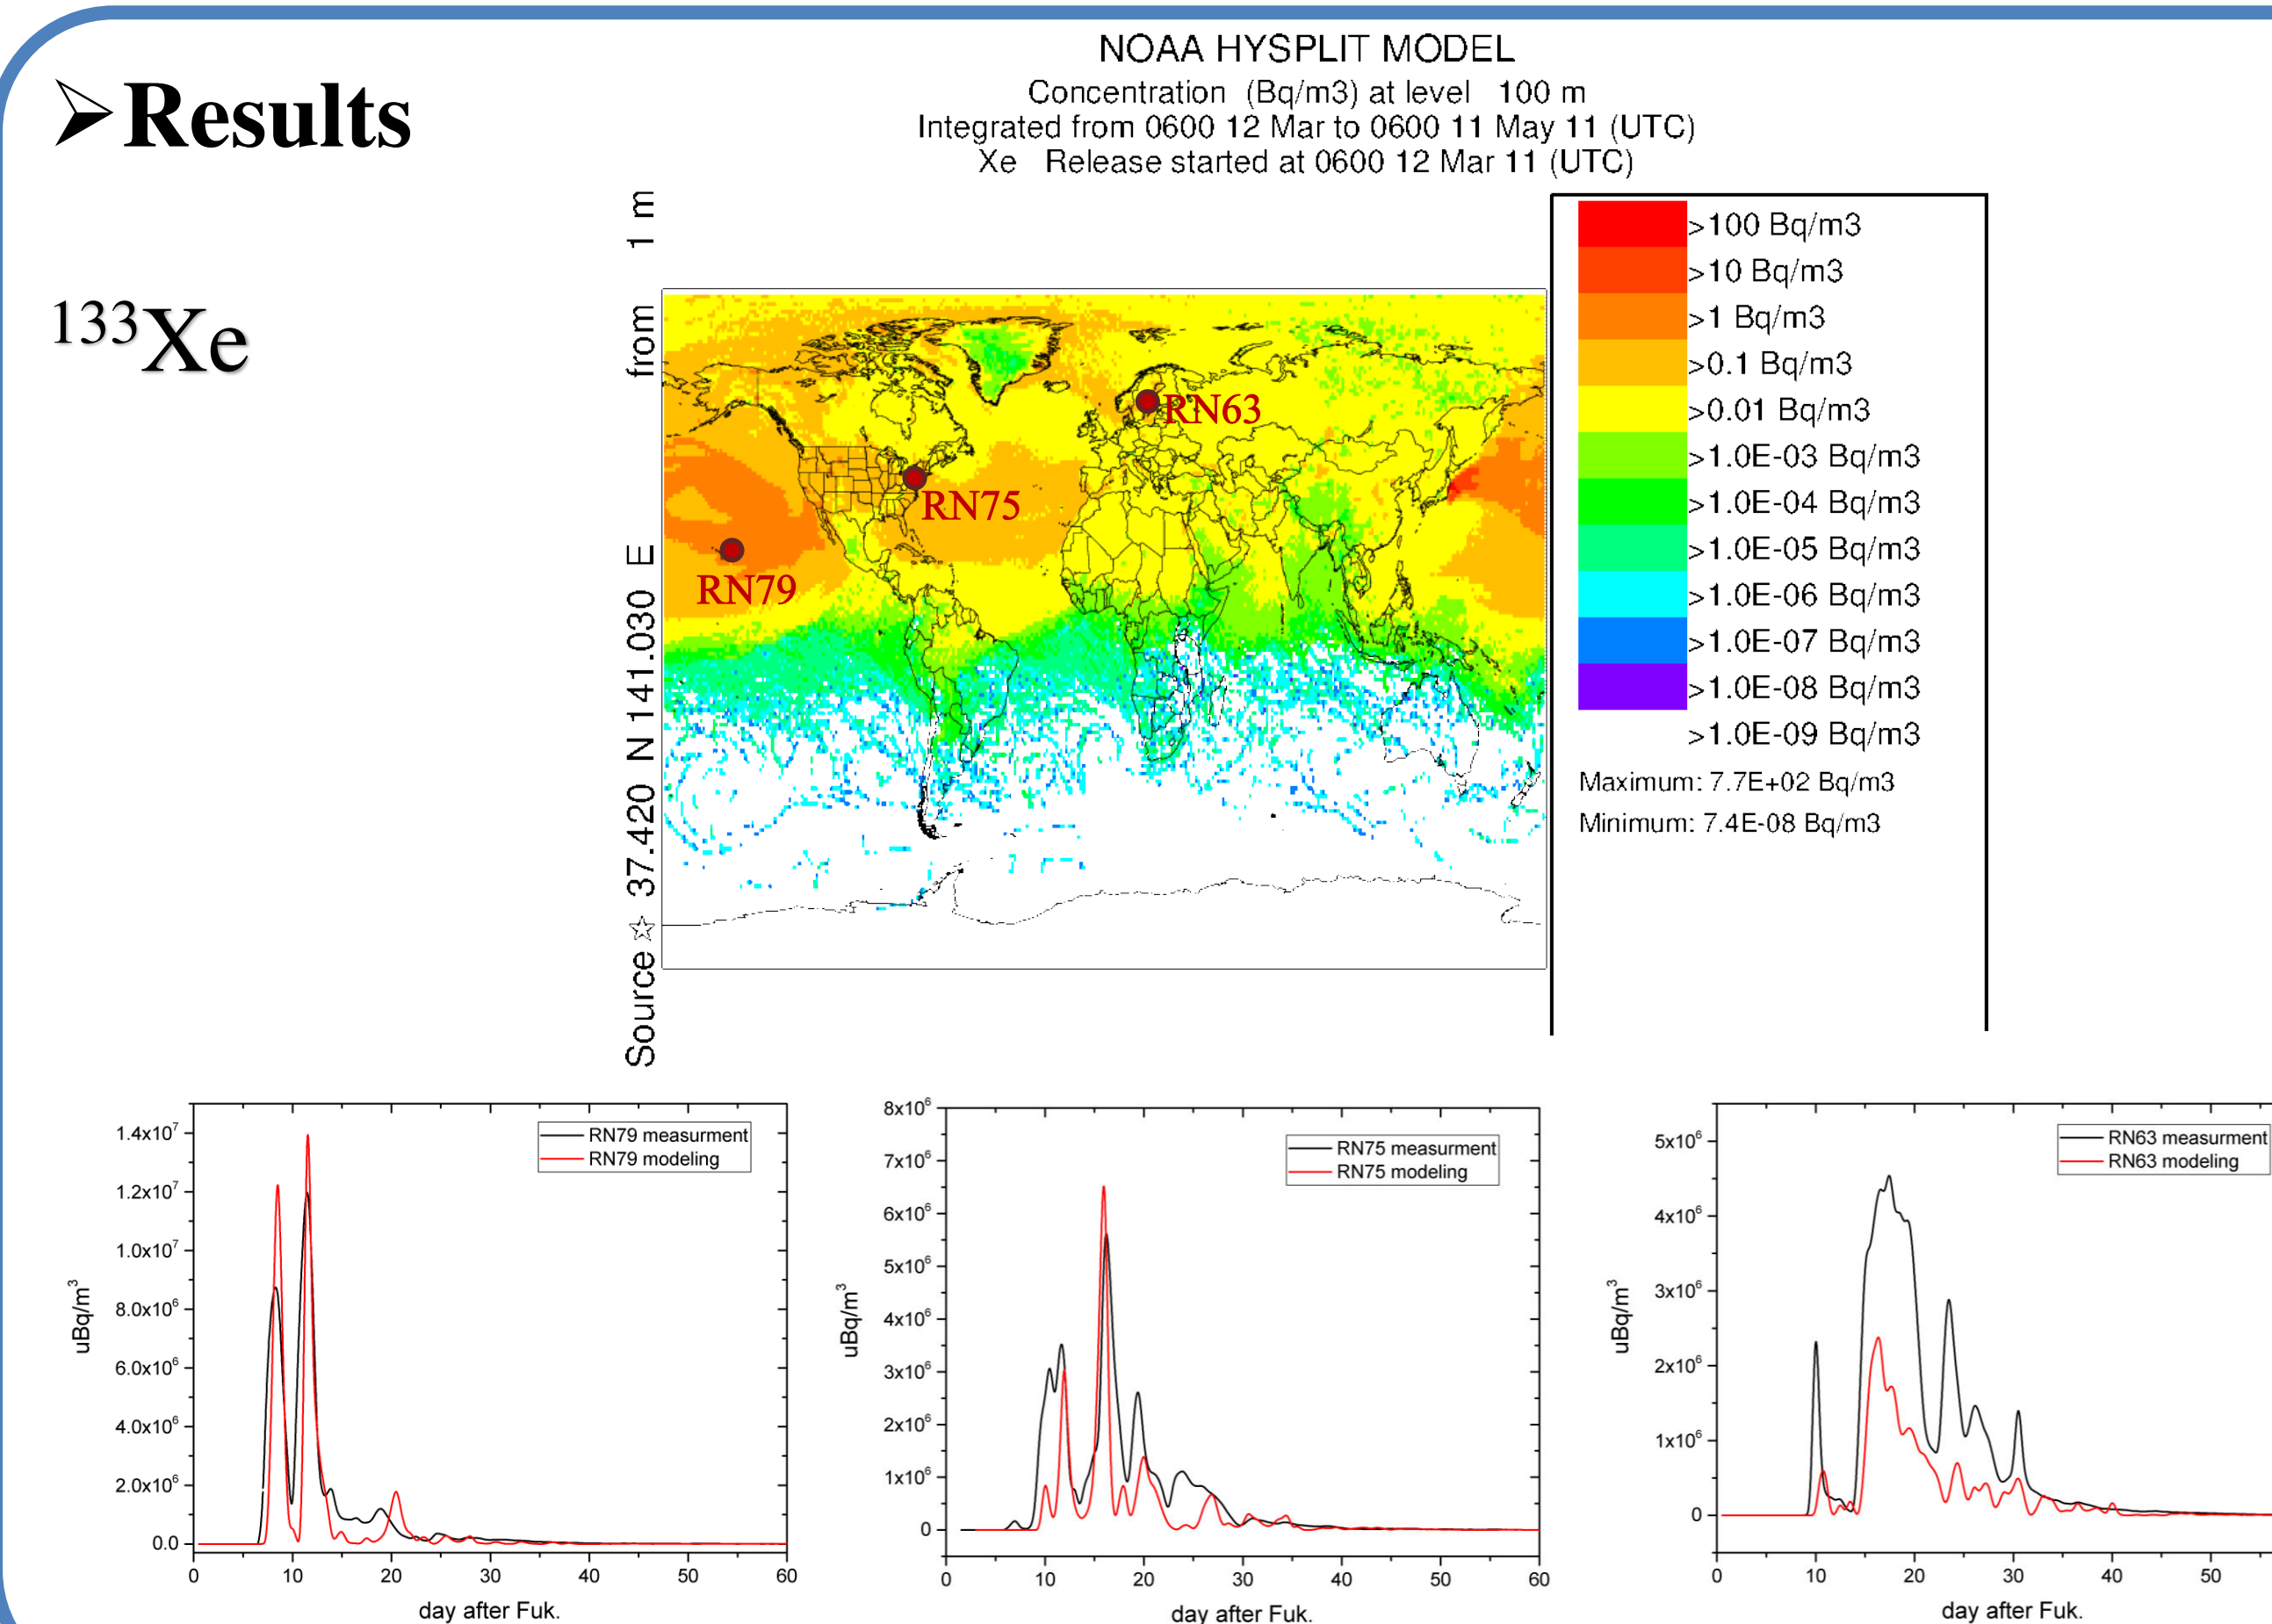 ➢Results
¹³³Xe
NOAA HYSPLIT MODEL
Concentration (Bq/m3) at level 100 m
Integrated from 0600 12 Mar to 0600 11 May 11 (UTC)
Xe Release started at 0600 12 Mar 11 (UTC)
Source ☆ 37.420 N 141.030 E from 1 m
RN63
RN75
RN79
>100 Bq/m3
>10 Bq/m3
>1 Bq/m3
>0.1 Bq/m3
>0.01 Bq/m3
>1.0E-03 Bq/m3
>1.0E-04 Bq/m3
>1.0E-05 Bq/m3
>1.0E-06 Bq/m3
>1.0E-07 Bq/m3
>1.0E-08 Bq/m3
>1.0E-09 Bq/m3
Maximum: 7.7E+02 Bq/m3
Minimum: 7.4E-08 Bq/m3
RN79 measurment
RN79 modeling
1.4x10⁷
1.2x10⁷
1.0x10⁷
8.0x10⁶
6.0x10⁶
4.0x10⁶
2.0x10⁶
0.0
uBq/m³
0 10 20 30 40 50 60
day after Fuk.
RN75 measurment
RN75 modeling
8x10⁶
7x10⁶
6x10⁶
5x10⁶
4x10⁶
3x10⁶
2x10⁶
1x10⁶
0
uBq/m³
0 10 20 30 40 50 60
day after Fuk.
RN63 measurment
RN63 modeling
5x10⁶
4x10⁶
3x10⁶
2x10⁶
1x10⁶
0
uBq/m³
0 10 20 30 40 50
day after Fuk.